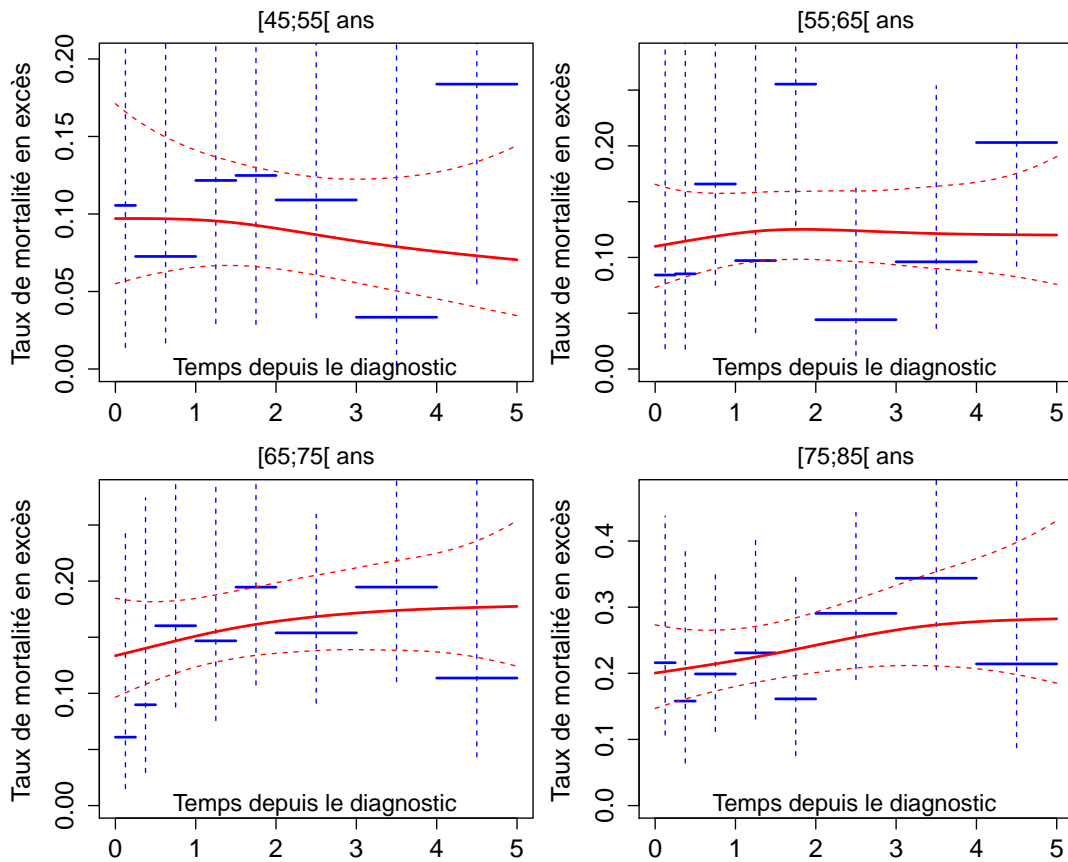 [45;55[ ans
Taux de mortalité en excès
0.00 0.05 0.10 0.15 0.20
Temps depuis le diagnostic
0 1 2 3 4 5
[55;65[ ans
Taux de mortalité en excès
0.00 0.10 0.20
Temps depuis le diagnostic
0 1 2 3 4 5
[65;75[ ans
Taux de mortalité en excès
0.00 0.10 0.20
Temps depuis le diagnostic
0 1 2 3 4 5
[75;85[ ans
Taux de mortalité en excès
0.0 0.1 0.2 0.3 0.4
Temps depuis le diagnostic
0 1 2 3 4 5